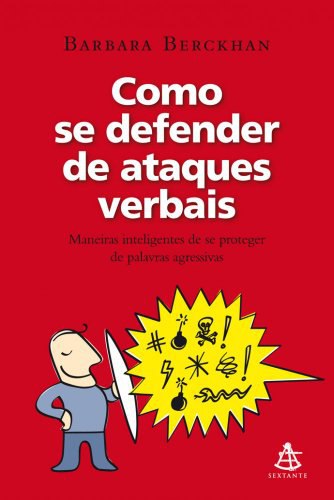 BARBARA BERCKHAN
Como
se defender
de ataques
verbais
Maneiras inteligentes de se proteger
de palavras agressivas
SEXTANTE